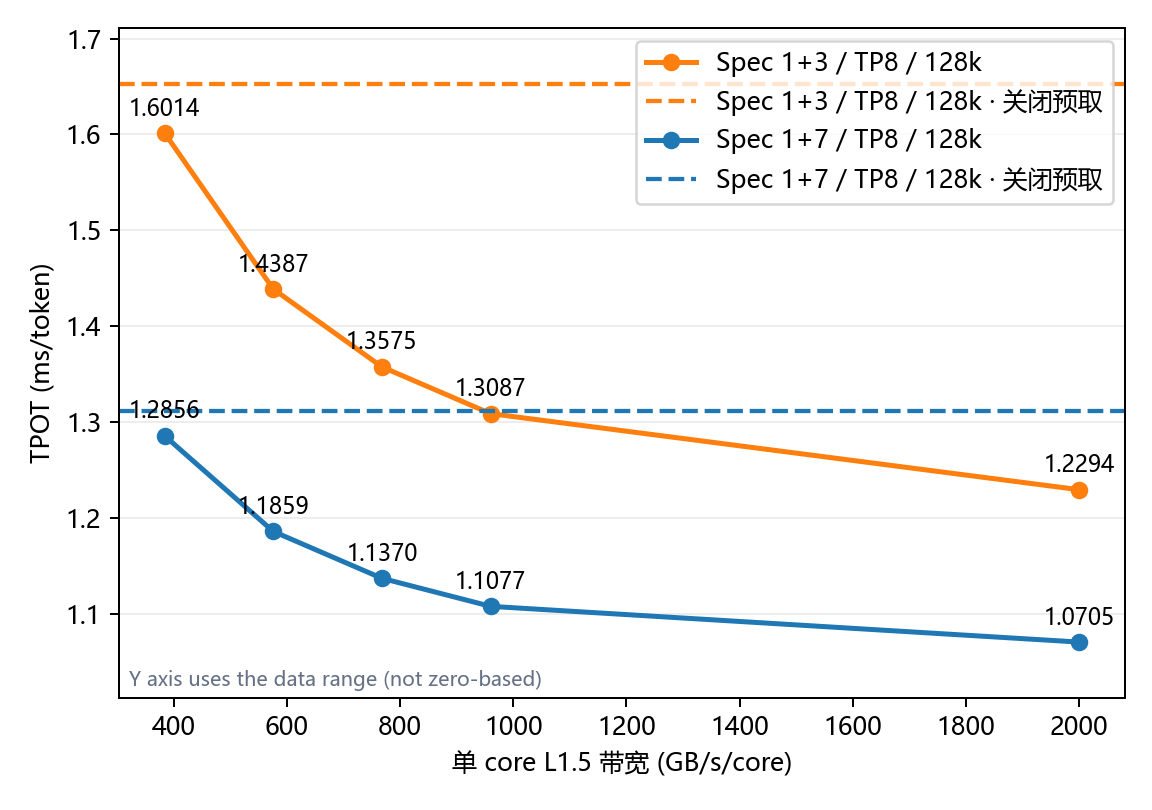 Spec 1+3 / TP8 / 128k
Spec 1+3 / TP8 / 128k · 关闭预取
Spec 1+7 / TP8 / 128k
Spec 1+7 / TP8 / 128k · 关闭预取
TPOT (ms/token)
1.7
1.6
1.5
1.4
1.3
1.2
1.1
1.6014
1.4387
1.3575
1.3087
1.2294
1.2856
1.1859
1.1370
1.1077
1.0705
Y axis uses the data range (not zero-based)
400 600 800 1000 1200 1400 1600 1800 2000
单 core L1.5 带宽 (GB/s/core)